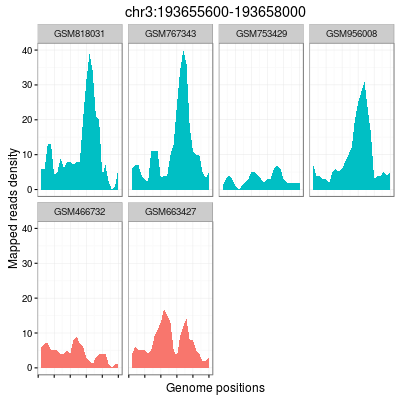 chr3:193655600-193658000
GSM818031 GSM767343 GSM753429 GSM956008
40
30
20
10
0
GSM466732 GSM663427
40
30
20
10
0
Mapped reads density
Genome positions